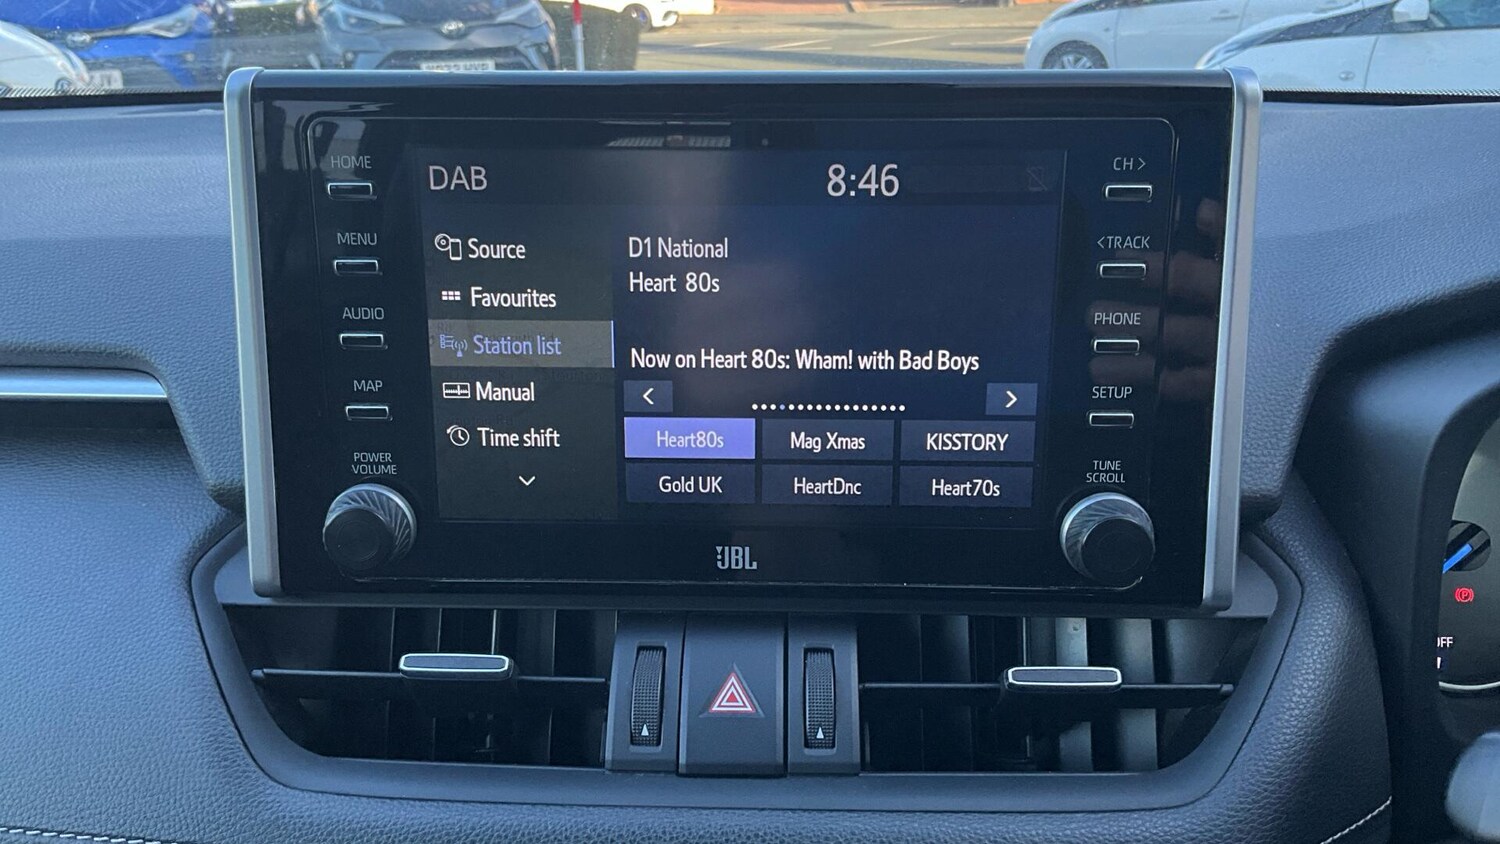 HOME
MENU
AUDIO
MAP
POWER
VOLUME
DAB
8:46
Source
Favourites
Station list
Manual
Time shift
D1 National
Heart 80s
Now on Heart 80s: Wham! with Bad Boys
<
>
Heart80s
Mag Xmas
KISSTORY
Gold UK
HeartDnc
Heart70s
CH >
<TRACK
PHONE
SETUP
TUNE
SCROLL
JBL